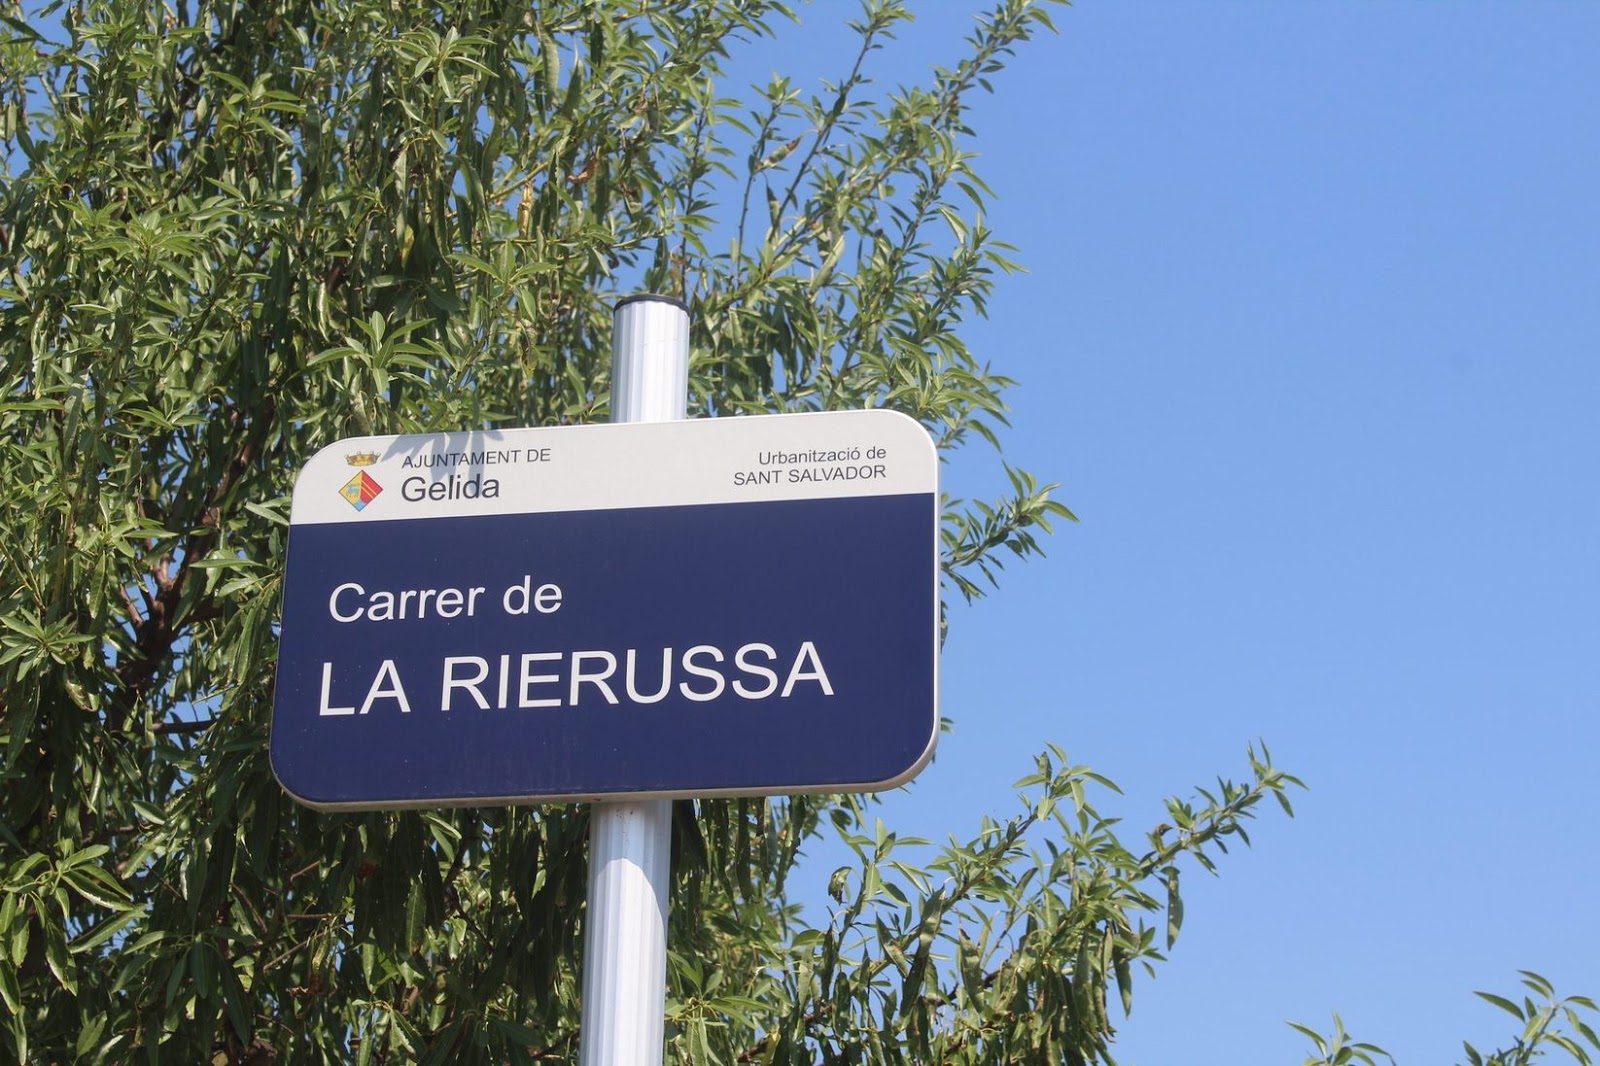 AJUNTAMENT DE
Gelida
Urbanització de
SANT SALVADOR
Carrer de
LA RIERUSSA